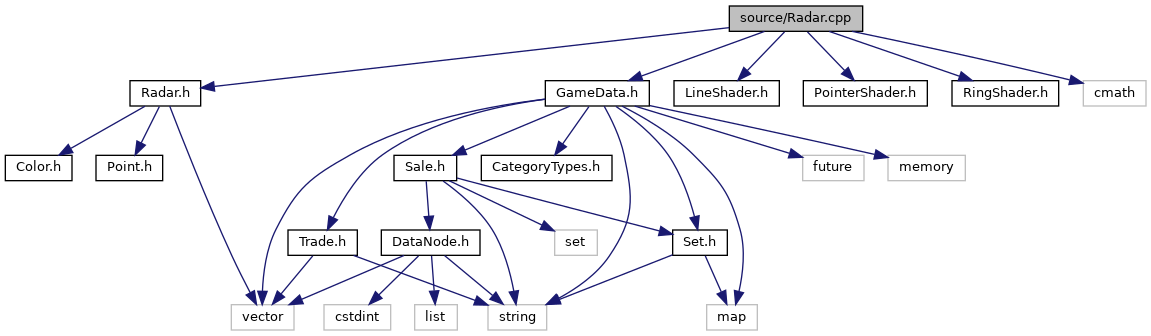 source/Radar.cpp
Radar.h
GameData.h
LineShader.h
PointerShader.h
RingShader.h
cmath
Color.h
Point.h
Sale.h
CategoryTypes.h
future
memory
Trade.h
DataNode.h
set
Set.h
vector
cstdint
list
string
map